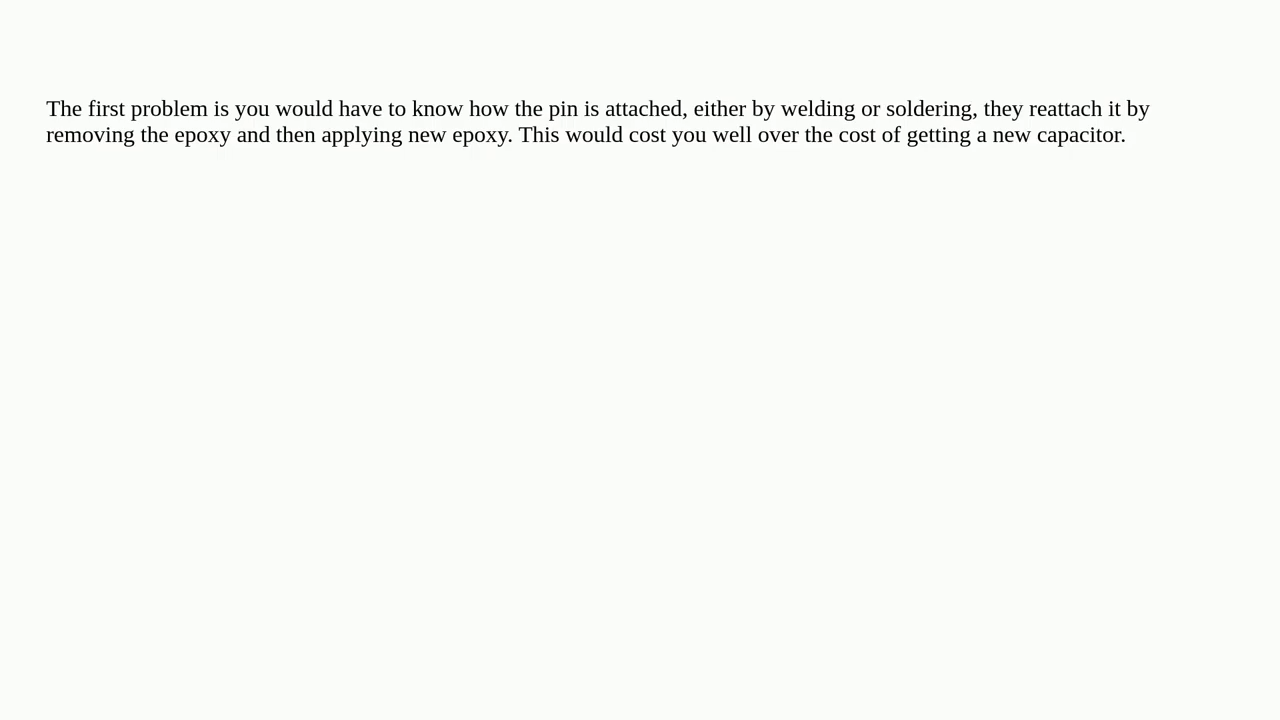 The first problem is you would have to know how the pin is attached, either by welding or soldering, they reattach it by
removing the epoxy and then applying new epoxy. This would cost you well over the cost of getting a new capacitor.